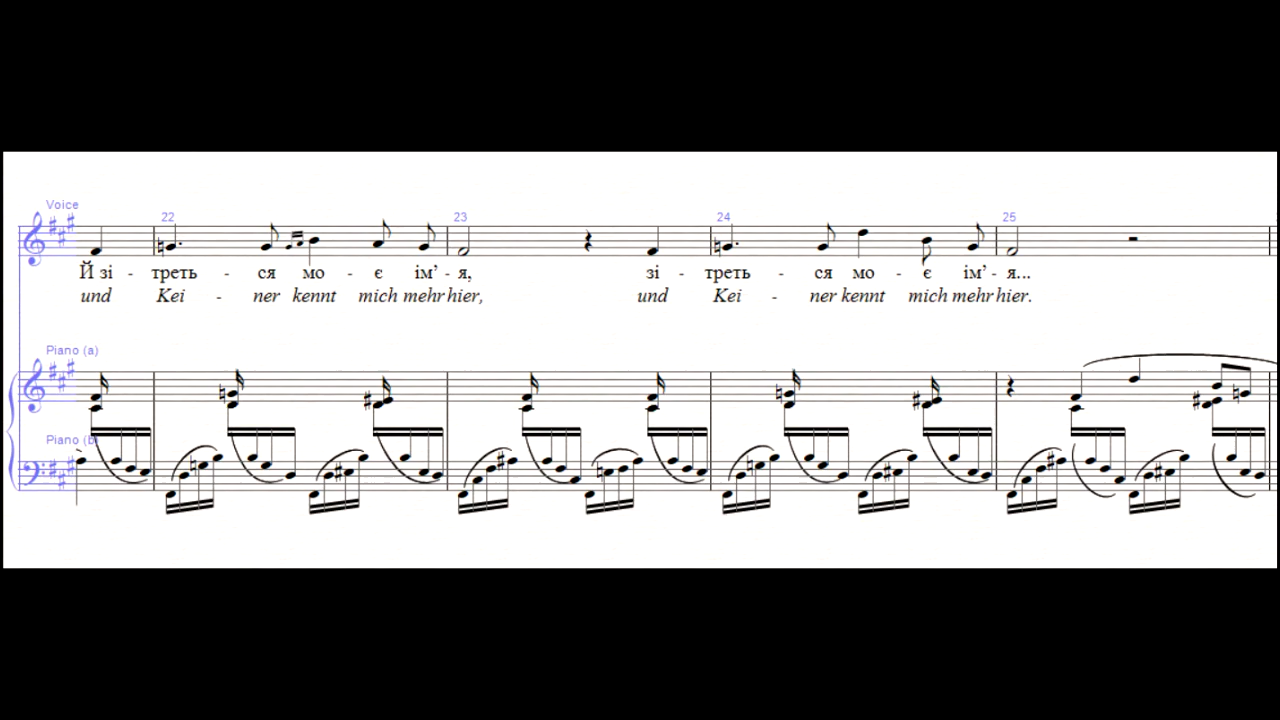 Voice
22 23 24 25
Й зі - треть - ся мо - є ім’ - я, зі - треть - ся мо - є ім’ - я...
und Kei - ner kennt mich mehr hier, und Kei - ner kennt mich mehr hier.
Piano (a)
Piano (b)